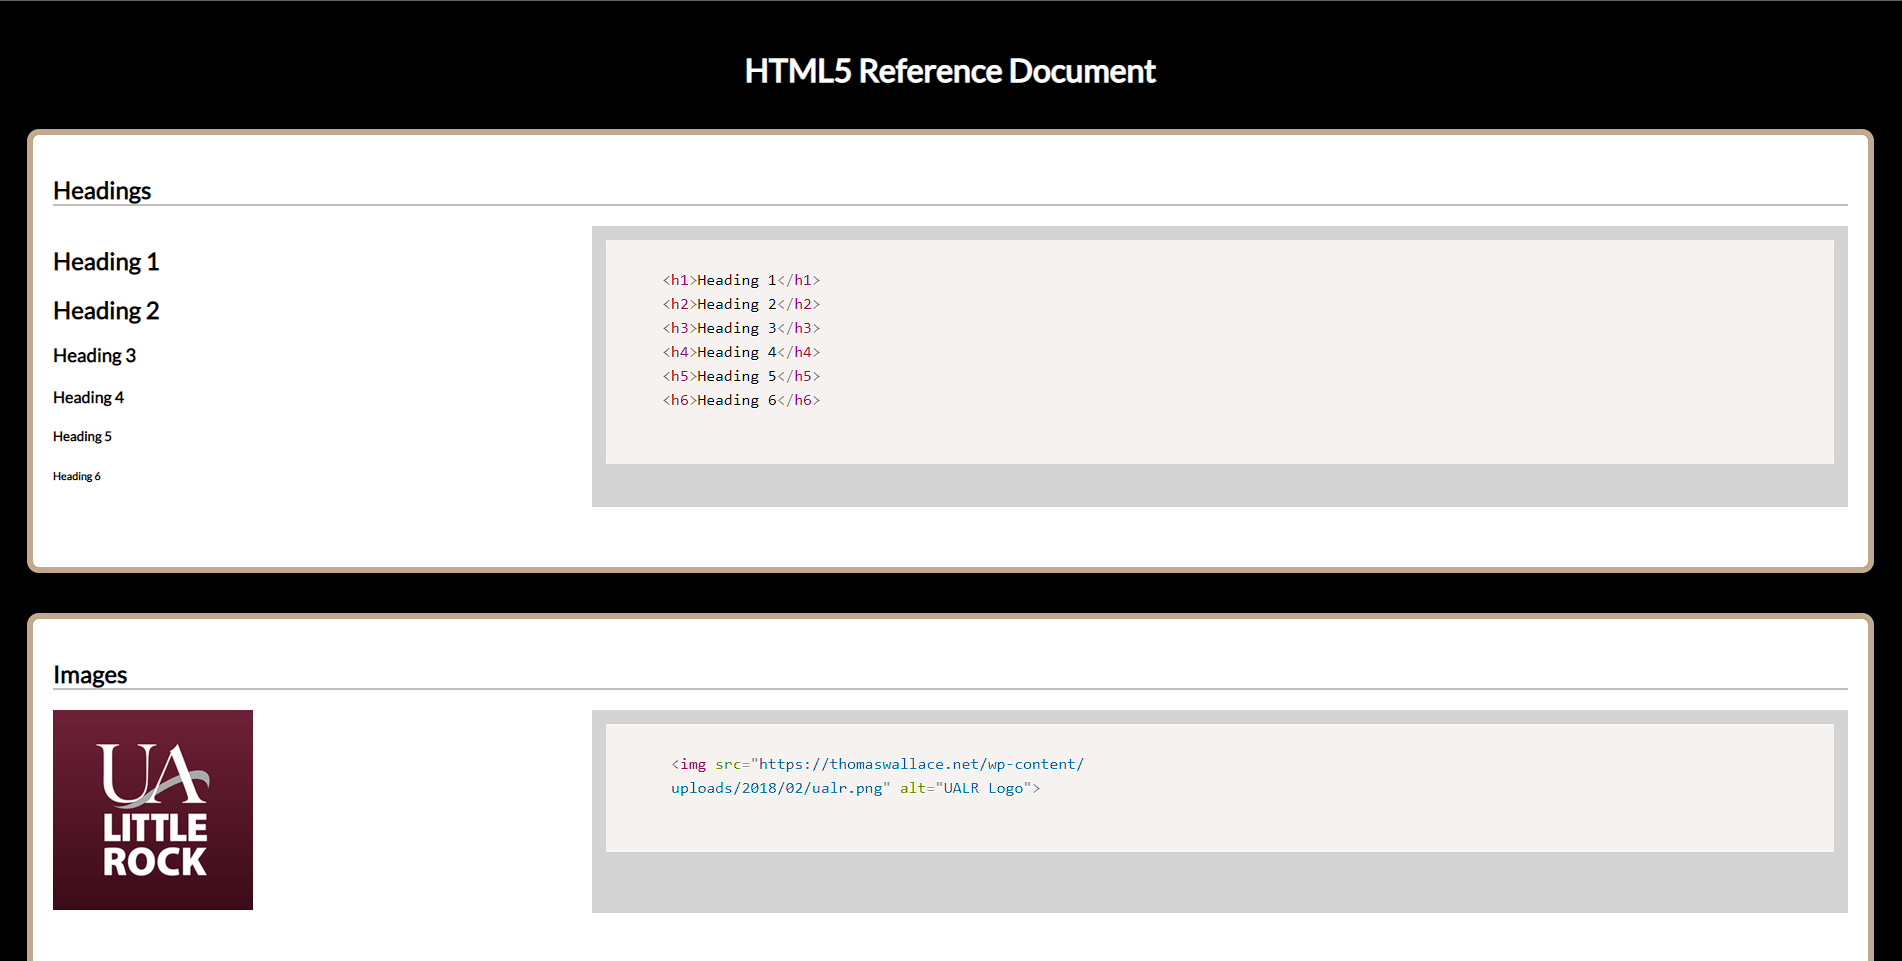 HTML5 Reference Document
Headings
Heading 1
Heading 2
Heading 3
Heading 4
Heading 5
Heading 6
<h1>Heading 1</h1>
<h2>Heading 2</h2>
<h3>Heading 3</h3>
<h4>Heading 4</h4>
<h5>Heading 5</h5>
<h6>Heading 6</h6>
Images
UA
LITTLE
ROCK
<img src="https://thomaswallace.net/wp-content/
uploads/2018/02/ualr.png" alt="UALR Logo">